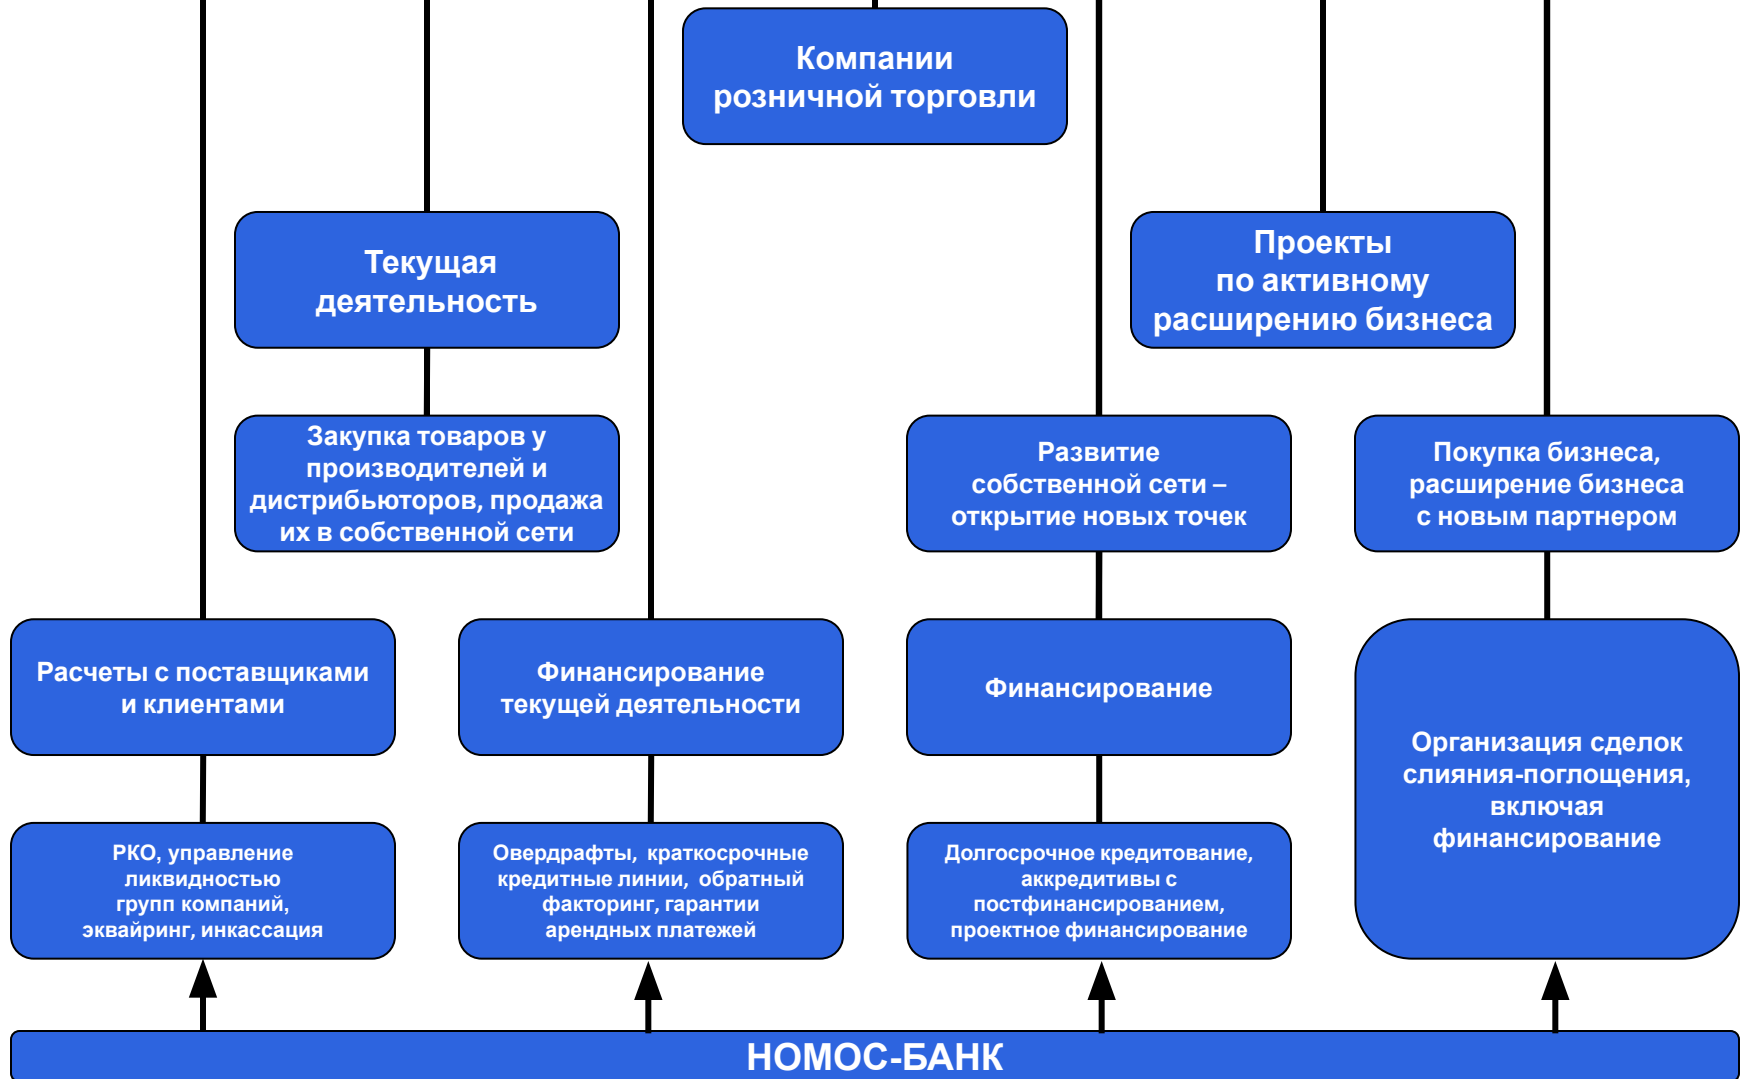 Компании
розничной торговли
Текущая
деятельность
Проекты
по активному
расширению бизнеса
Закупка товаров у
производителей и
дистрибьюторов, продажа
их в собственной сети
Развитие
собственной сети –
открытие новых точек
Покупка бизнеса,
расширение бизнеса
с новым партнером
Расчеты с поставщиками
и клиентами
Финансирование
текущей деятельности
Финансирование
Организация сделок
слияния-поглощения,
включая
финансирование
РКО, управление
ликвидностью
групп компаний,
эквайринг, инкассация
Овердрафты, краткосрочные
кредитные линии, обратный
факторинг, гарантии
арендных платежей
Долгосрочное кредитование,
аккредитивы с
постфинансированием,
проектное финансирование
НОМОС-БАНК